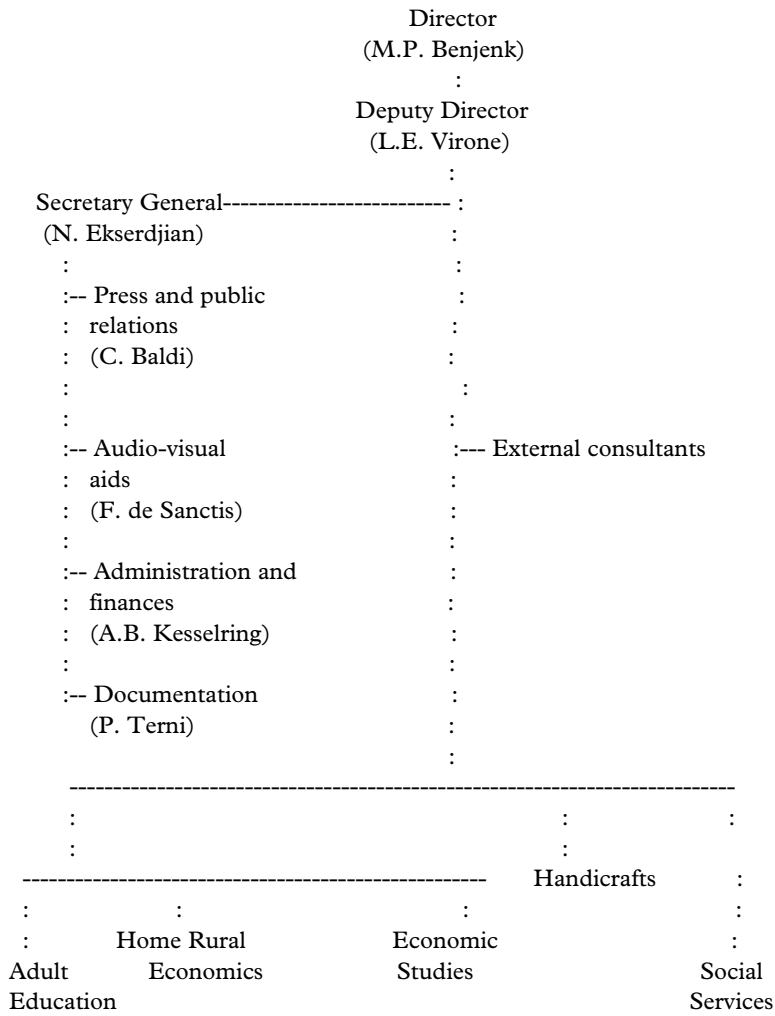 Director
(M.P. Benjenk)
:
Deputy Director
(L.E. Virone)
:
Secretary General-------------------------- :
(N. Ekserdjian) :
: :
:-- Press and public :
: relations :
: (C. Baldi) :
: :
: :
:-- Audio-visual :--- External consultants
: aids :
: (F. de Sanctis) :
: :
:-- Administration and :
: finances :
: (A.B. Kesselring) :
: :
:-- Documentation :
(P. Terni) :
:
----------------------------------------------------------------------------
: : :
: :
----------------------------------------------------- Handicrafts :
: : : :
: Home Rural Economic :
Adult Economics Studies Social
Education Services